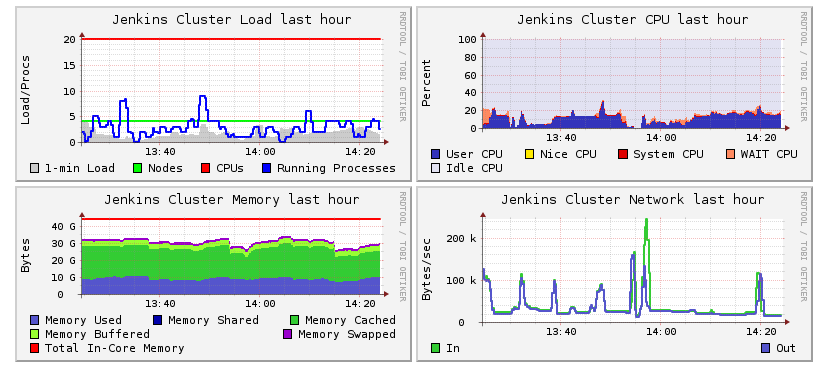 Jenkins Cluster Load last hour
RRDTOOL / TOBI OETIKER
Load/Procs
20
15
10
5
0
13:40 14:00 14:20
1-min Load Nodes CPUs Running Processes
Jenkins Cluster CPU last hour
RRDTOOL / TOBI OETIKER
Percent
100
80
60
40
20
0
13:40 14:00 14:20
User CPU Nice CPU System CPU WAIT CPU
Idle CPU
Jenkins Cluster Memory last hour
RRDTOOL / TOBI OETIKER
Bytes
40 G
30 G
20 G
10 G
0
13:40 14:00 14:20
Memory Used Memory Shared Memory Cached
Memory Buffered Memory Swapped
Total In-Core Memory
Jenkins Cluster Network last hour
RRDTOOL / TOBI OETIKER
Bytes/sec
200 k
100 k
0
13:40 14:00 14:20
In Out